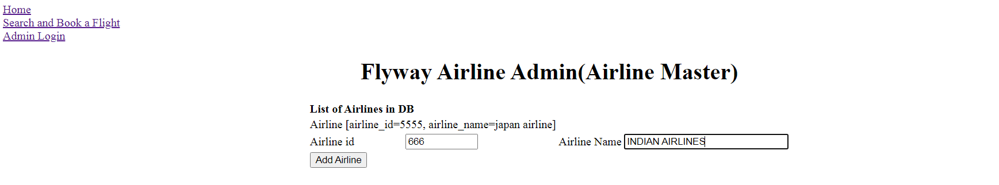 Home
Search and Book a Flight
Admin Login
Flyway Airline Admin(Airline Master)
List of Airlines in DB
Airline [airline_id=5555, airline_name=japan airline]
Airline id 666 Airline Name INDIAN AIRLINES
Add Airline